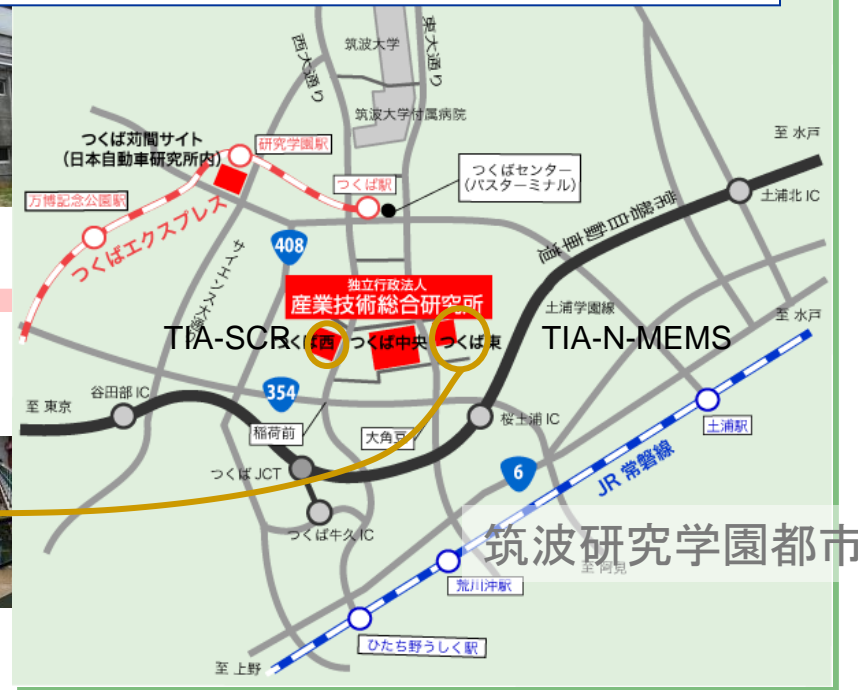 西大通り
筑波大学
東大通り
筑波大学付属病院
至 水戸
つくば苅間サイト
(日本自動車研究所内)
研究学園駅
つくばセンター
(バスターミナル)
つくば駅
土浦北 IC
万博記念公園駅
つくばエクスプレス
常磐自動車道
サイエンス大通り
408
独立行政法人
産業技術総合研究所
土浦学園線
至 水戸
TIA-SCR
つくば西
つくば中央
つくば東
TIA-N-MEMS
谷田部 IC
354
至 東京
稲荷前
大角豆
桜土浦 IC
土浦駅
つくば JCT
6
JR 常磐線
つくば牛久 IC
筑波研究学園都市
至 阿見
荒川沖駅
ひたち野うしく駅
至 上野